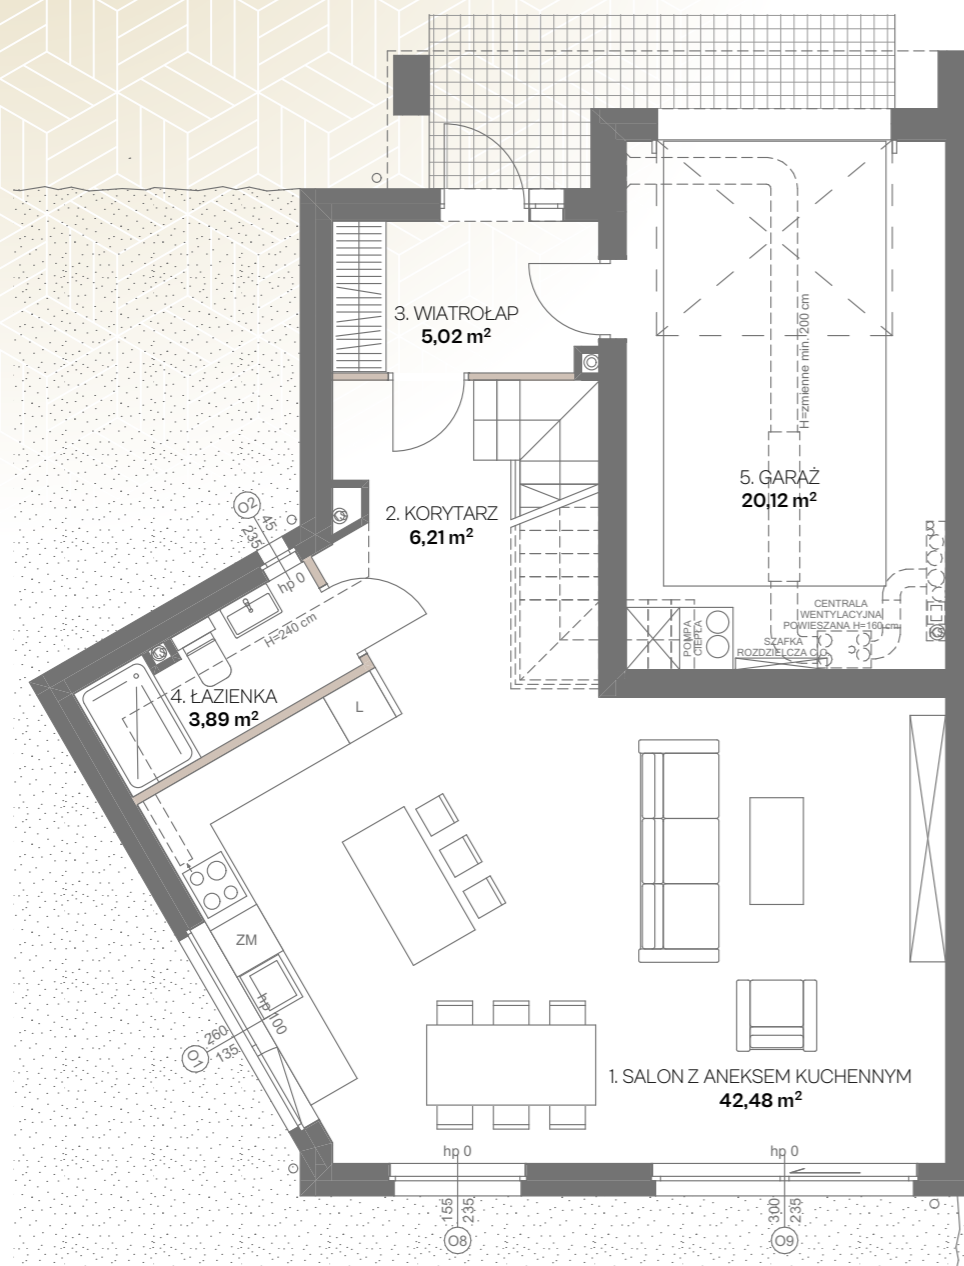 3. WIATROŁAP
5,02 m²
H=zmienne min. 200 cm
5. GARAŻ
20,12 m²
2. KORYTARZ
6,21 m²
O2
45
235
hp 0
H=240 cm
CENTRALA
WENTYLACYJNA
POWIESZANA H=160 cm
POMPA
CIEPŁA
SZAFKA
ROZDZIELCZA C.O.
4. ŁAZIENKA
3,89 m²
L
ZM
hp 100
O1
260
135
1. SALON Z ANEKSEM KUCHENNYM
42,48 m²
hp 0
hp 0
155
235
300
235
O8
O9